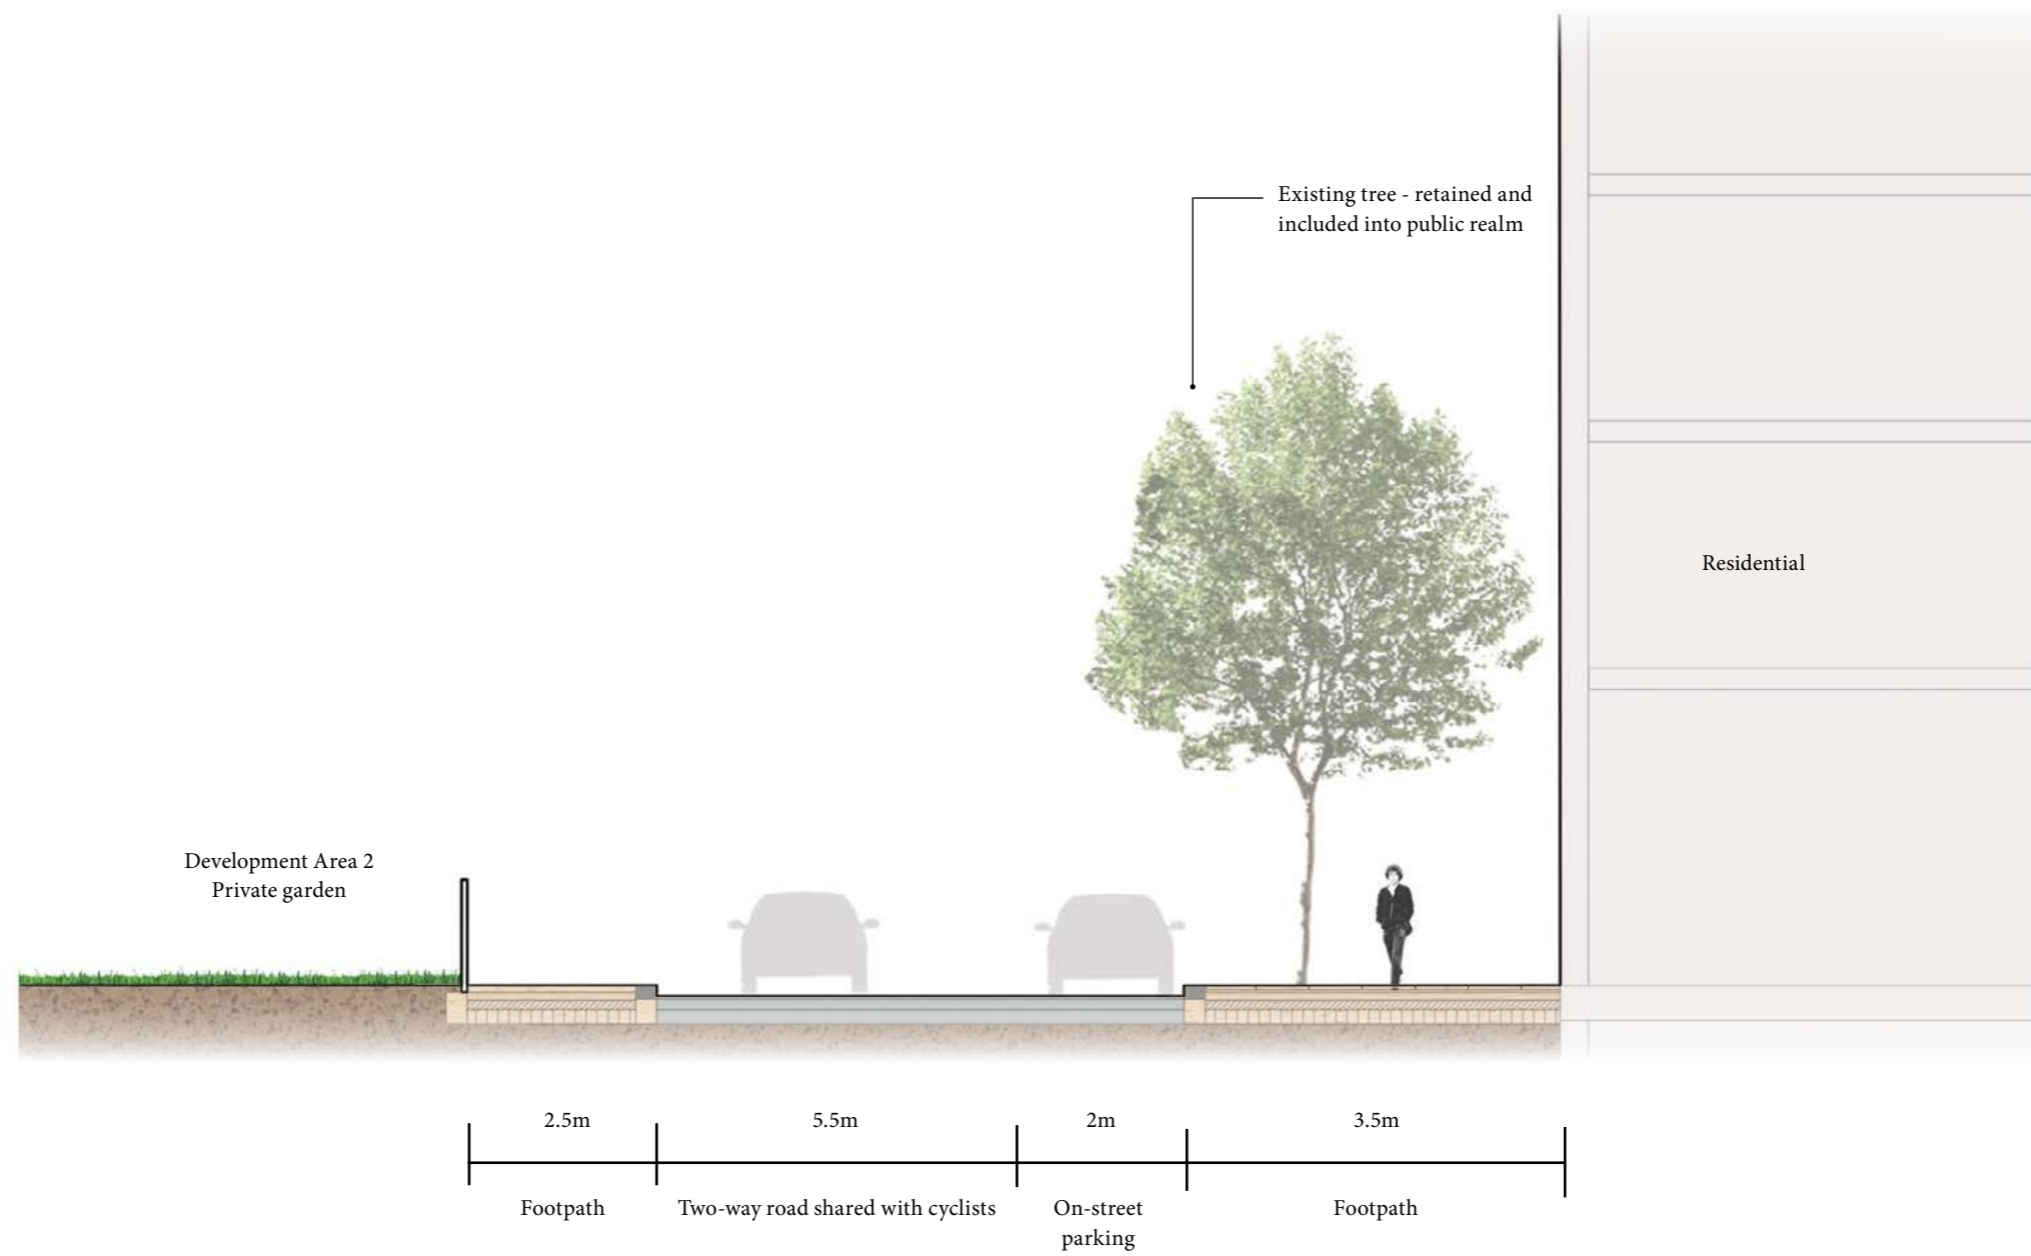 Existing tree - retained and
included into public realm
Residential
Development Area 2
Private garden
2.5m
5.5m
2m
3.5m
Footpath
Two-way road shared with cyclists
On-street
parking
Footpath